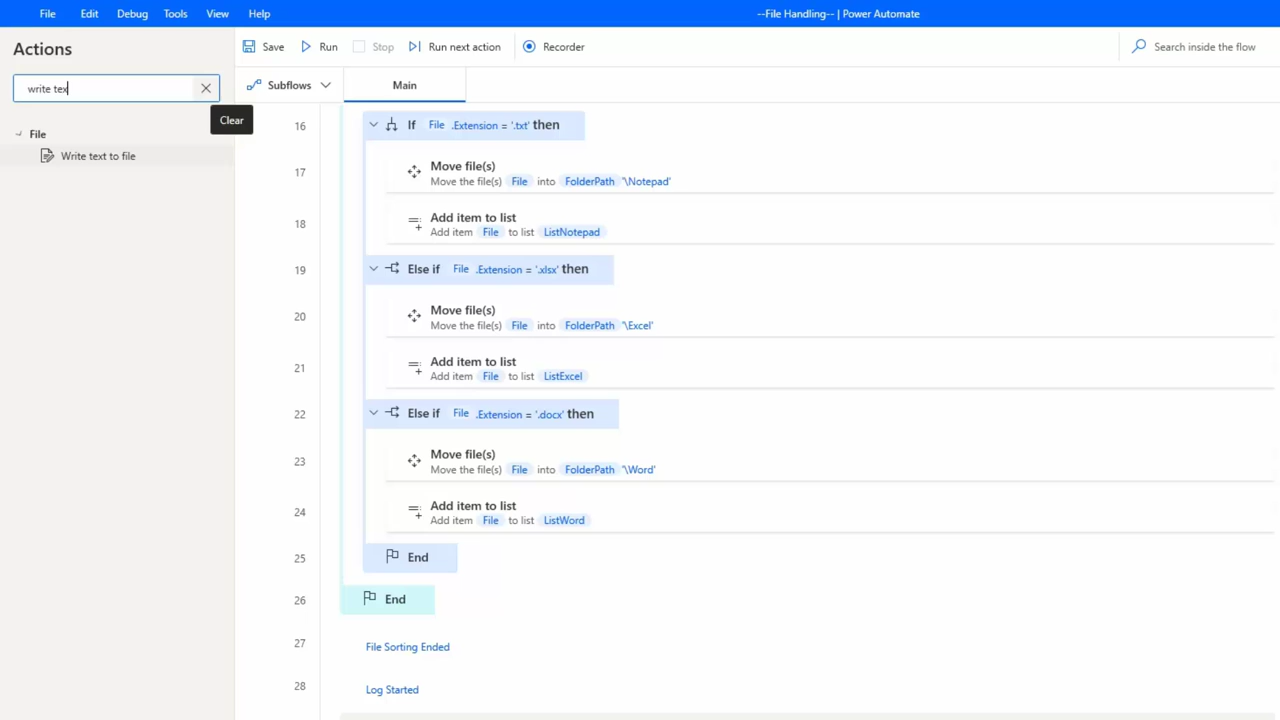 File Edit Debug Tools View Help --File Handling-- | Power Automate
Actions
Save Run Stop Run next action Recorder Search inside the flow
write tex
Subflows Main
Clear
File
Write text to file
16 If File .Extension = '.txt' then
17 Move file(s)
Move the file(s) File into FolderPath '\Notepad'
18 Add item to list
Add item File to list ListNotepad
19 Else if File .Extension = '.xlsx' then
20 Move file(s)
Move the file(s) File into FolderPath '\Excel'
21 Add item to list
Add item File to list ListExcel
22 Else if File .Extension = '.docx' then
23 Move file(s)
Move the file(s) File into FolderPath '\Word'
24 Add item to list
Add item File to list ListWord
25 End
26 End
27 File Sorting Ended
28 Log Started